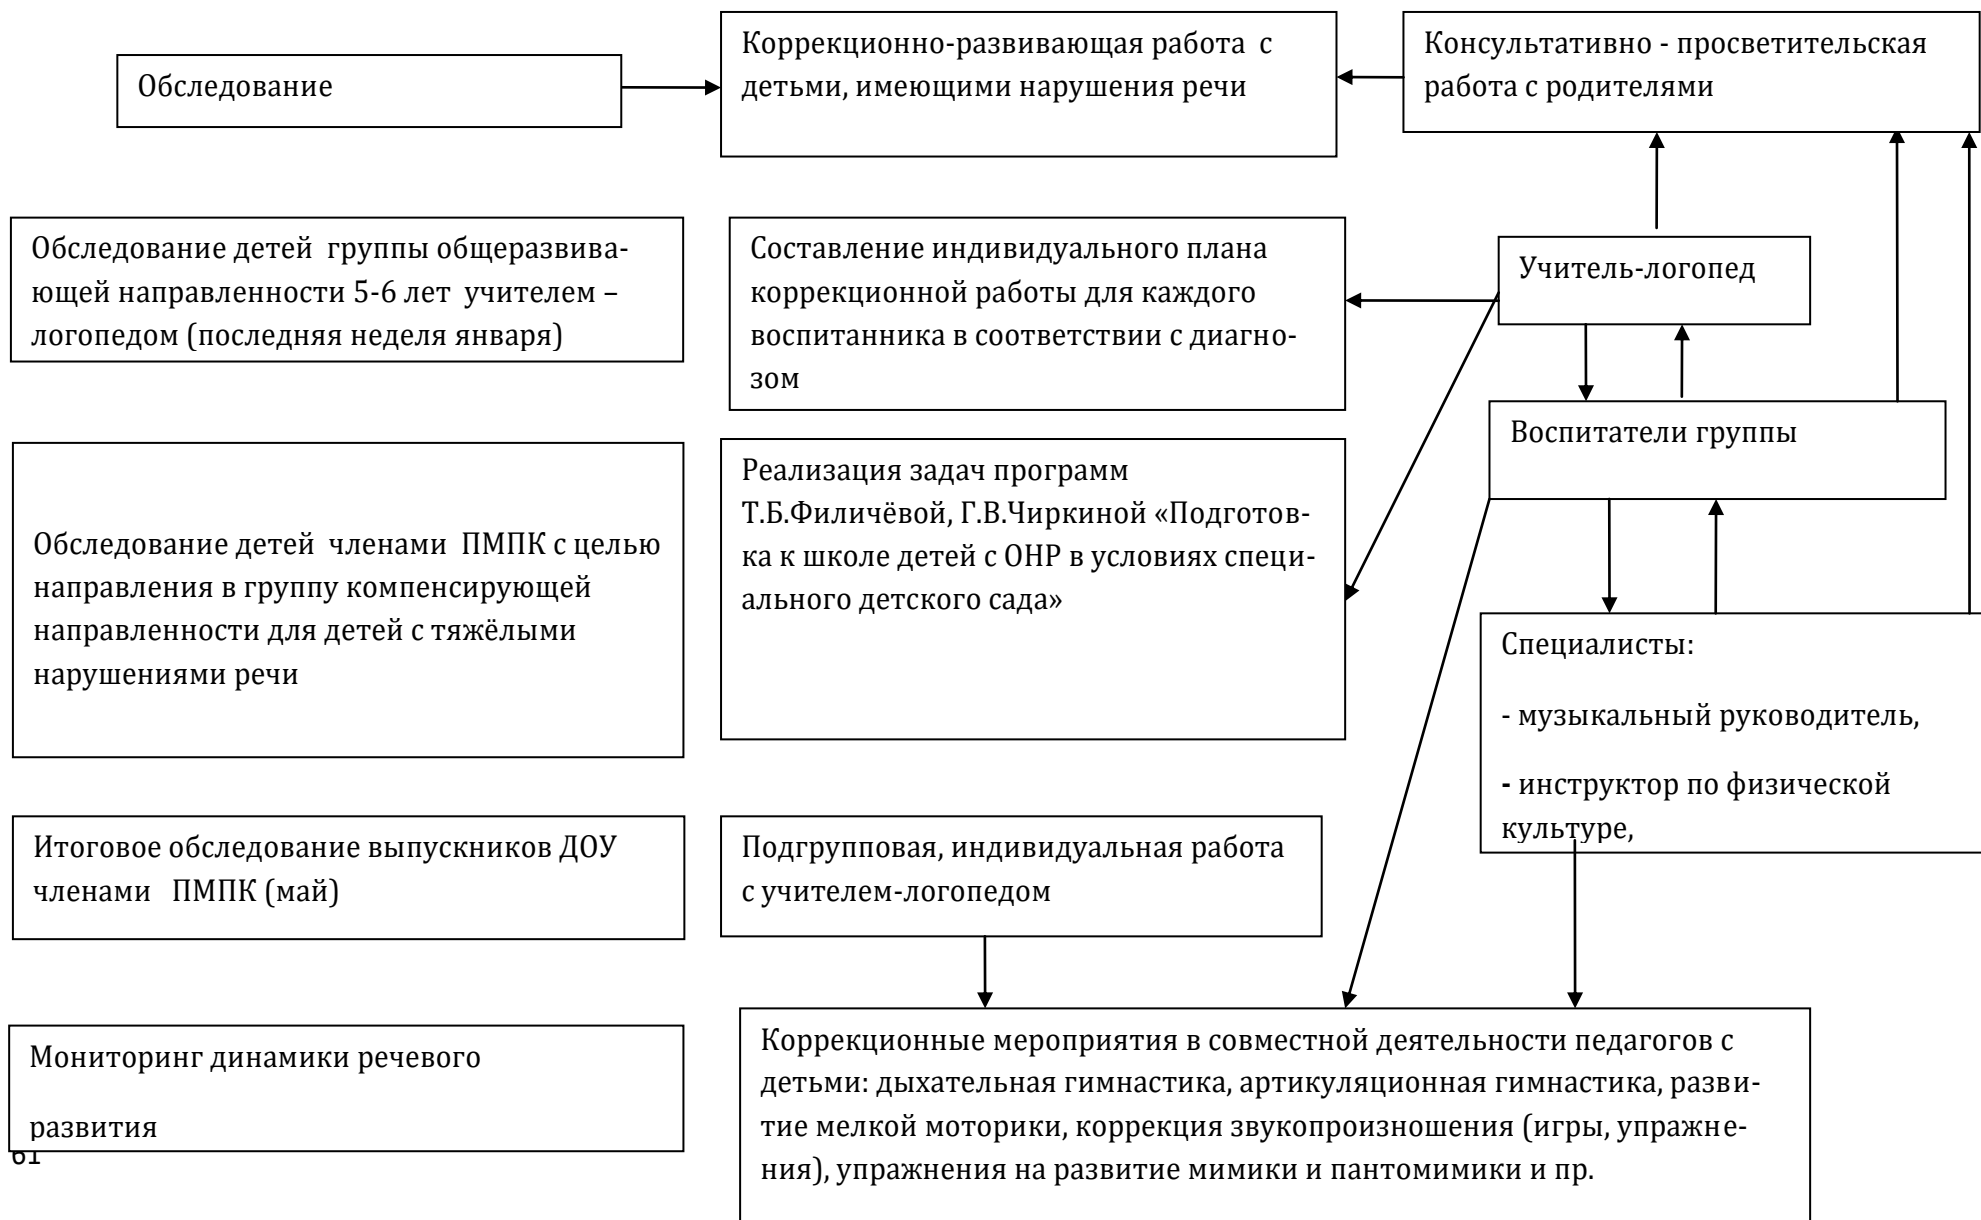 Обследование
Коррекционно-развивающая работа с
детьми, имеющими нарушения речи
Консультативно - просветительская
работа с родителями
Обследование детей группы общеразвива-
ющей направленности 5-6 лет учителем –
логопедом (последняя неделя января)
Составление индивидуального плана
коррекционной работы для каждого
воспитанника в соответствии с диагно-
зом
Учитель-логопед
Воспитатели группы
Обследование детей членами ПМПК с целью
направления в группу компенсирующей
направленности для детей с тяжёлыми
нарушениями речи
Реализация задач программ
Т.Б.Филичёвой, Г.В.Чиркиной «Подготов-
ка к школе детей с ОНР в условиях специ-
ального детского сада»
Специалисты:
- музыкальный руководитель,
- инструктор по физической
культуре,
Итоговое обследование выпускников ДОУ
членами ПМПК (май)
Подгрупповая, индивидуальная работа
с учителем-логопедом
Мониторинг динамики речевого
развития
Коррекционные мероприятия в совместной деятельности педагогов с
детьми: дыхательная гимнастика, артикуляционная гимнастика, разви-
тие мелкой моторики, коррекция звукопроизношения (игры, упражне-
ния), упражнения на развитие мимики и пантомимики и пр.
61